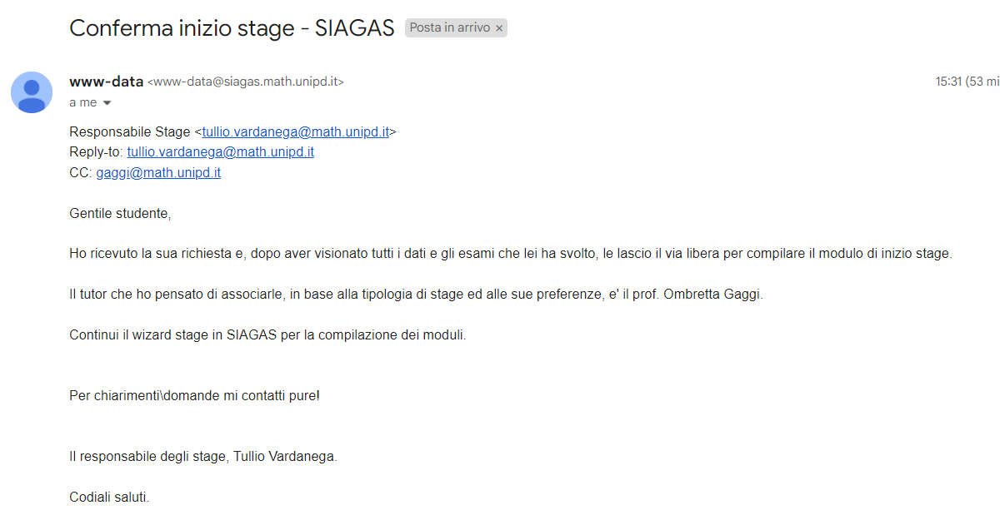 Conferma inizio stage - SIAGAS Posta in arrivo ×
www-data <www-data@siagas.math.unipd.it> 15:31 (53 mi
a me
Responsabile Stage <tullio.vardanega@math.unipd.it>
Reply-to: tullio.vardanega@math.unipd.it
CC: gaggi@math.unipd.it
Gentile studente,
Ho ricevuto la sua richiesta e, dopo aver visionato tutti i dati e gli esami che lei ha svolto, le lascio il via libera per compilare il modulo di inizio stage.
Il tutor che ho pensato di associarle, in base alla tipologia di stage ed alle sue preferenze, e' il prof. Ombretta Gaggi.
Continui il wizard stage in SIAGAS per la compilazione dei moduli.
Per chiarimenti\domande mi contatti pure!
Il responsabile degli stage, Tullio Vardanega.
Codiali saluti.